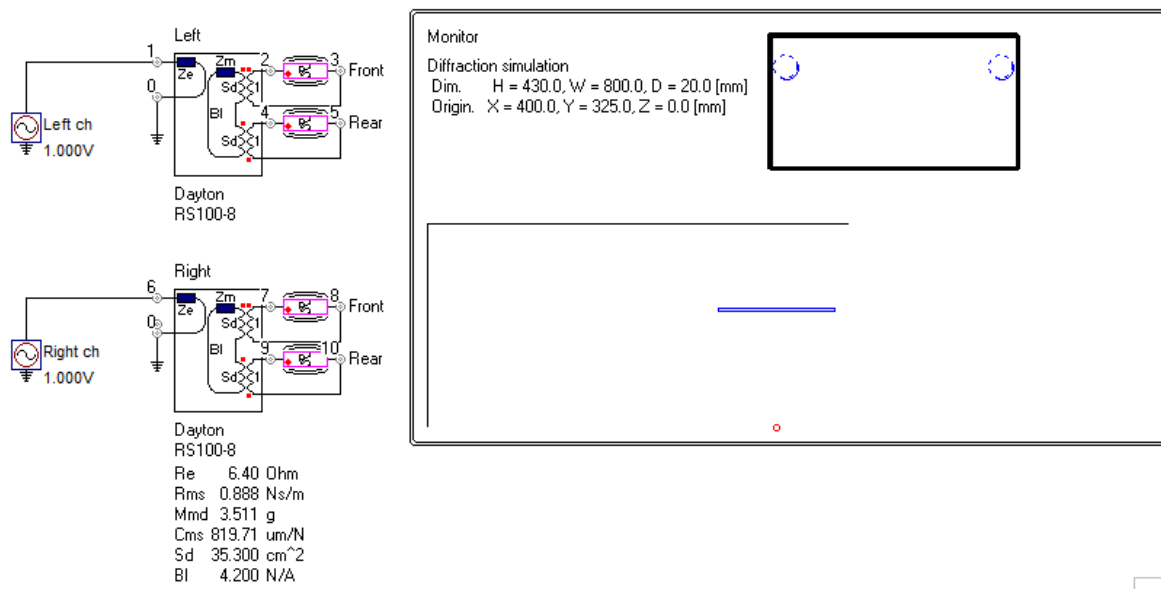 Left
1
2
3
Front
Ze
Zm
Sd
1
0
Bl
4
5
Rear
Sd
1
Left ch
1.000V
Dayton
RS100-8
Right
6
7
8
Front
Ze
Zm
Sd
1
0
Bl
9
10
Rear
Sd
1
Right ch
1.000V
Dayton
RS100-8
Re 6.40 Ohm
Rms 0.888 Ns/m
Mmd 3.511 g
Cms 819.71 um/N
Sd 35.300 cm^2
Bl 4.200 N/A
Monitor
Diffraction simulation
Dim. H = 430.0, W = 800.0, D = 20.0 [mm]
Origin. X = 400.0, Y = 325.0, Z = 0.0 [mm]